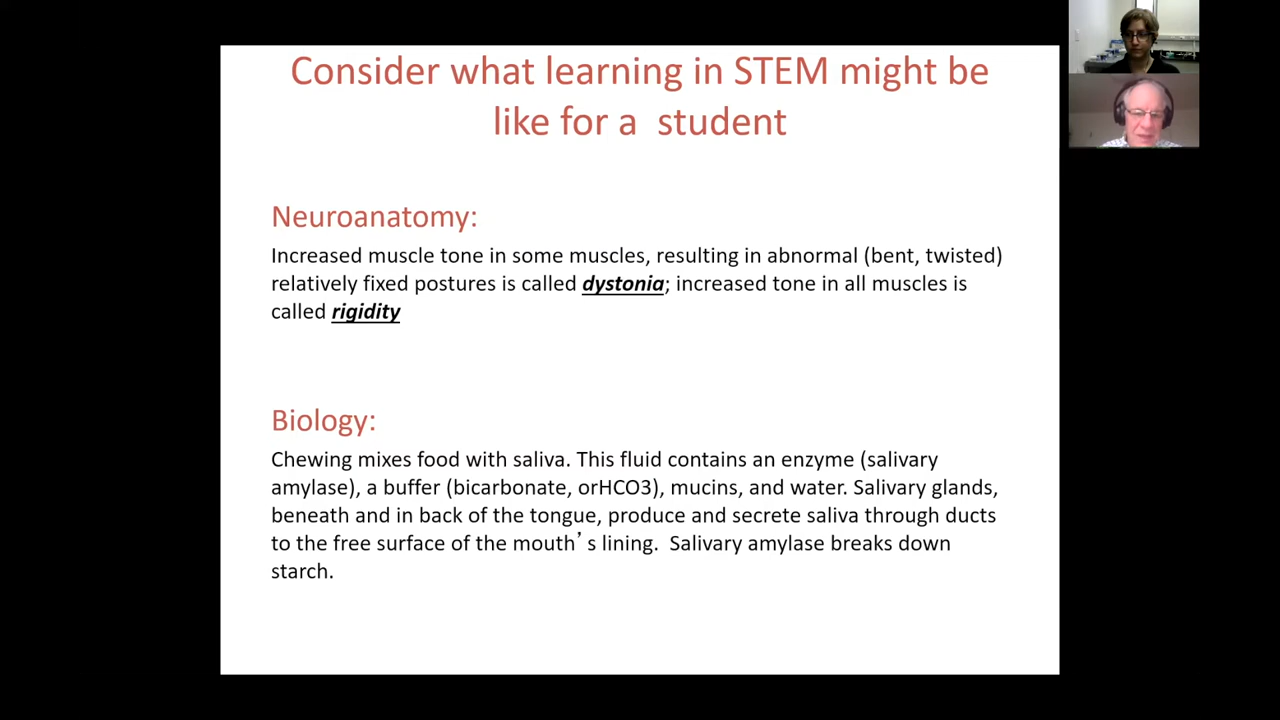 Consider what learning in STEM might be
like for a  student
Neuroanatomy:
Increased muscle tone in some muscles, resulting in abnormal (bent, twisted)
relatively fixed postures is called dystonia; increased tone in all muscles is
called rigidity
Biology:
Chewing mixes food with saliva. This fluid contains an enzyme (salivary
amylase), a buffer (bicarbonate, orHCO3), mucins, and water. Salivary glands,
beneath and in back of the tongue, produce and secrete saliva through ducts
to the free surface of the mouth’s lining.  Salivary amylase breaks down
starch.